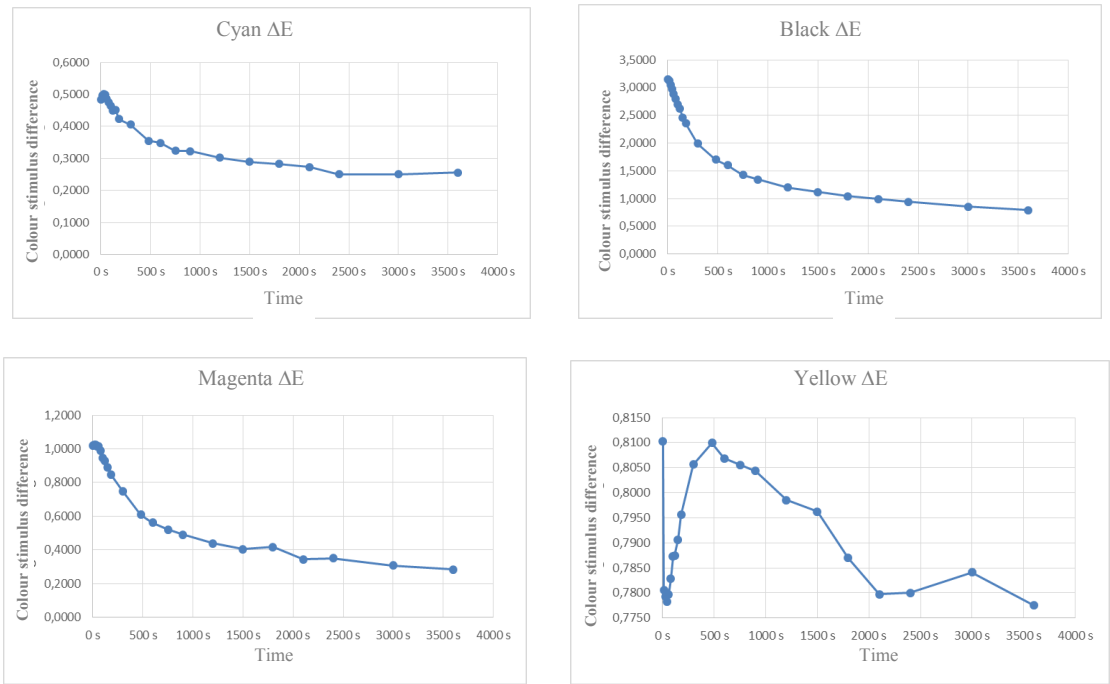 Cyan ΔE
Colour stimulus difference
0,6000
0,5000
0,4000
0,3000
0,2000
0,1000
0,0000
0 s 500 s 1000 s 1500 s 2000 s 2500 s 3000 s 3500 s 4000 s
Time
Black ΔE
Colour stimulus difference
3,5000
3,0000
2,5000
2,0000
1,5000
1,0000
0,5000
0,0000
0 s 500 s 1000 s 1500 s 2000 s 2500 s 3000 s 3500 s 4000 s
Time
Magenta ΔE
Colour stimulus difference
1,2000
1,0000
0,8000
0,6000
0,4000
0,2000
0,0000
0 s 500 s 1000 s 1500 s 2000 s 2500 s 3000 s 3500 s 4000 s
Time
Yellow ΔE
Colour stimulus difference
0,8150
0,8100
0,8050
0,8000
0,7950
0,7900
0,7850
0,7800
0,7750
0 s 500 s 1000 s 1500 s 2000 s 2500 s 3000 s 3500 s 4000 s
Time